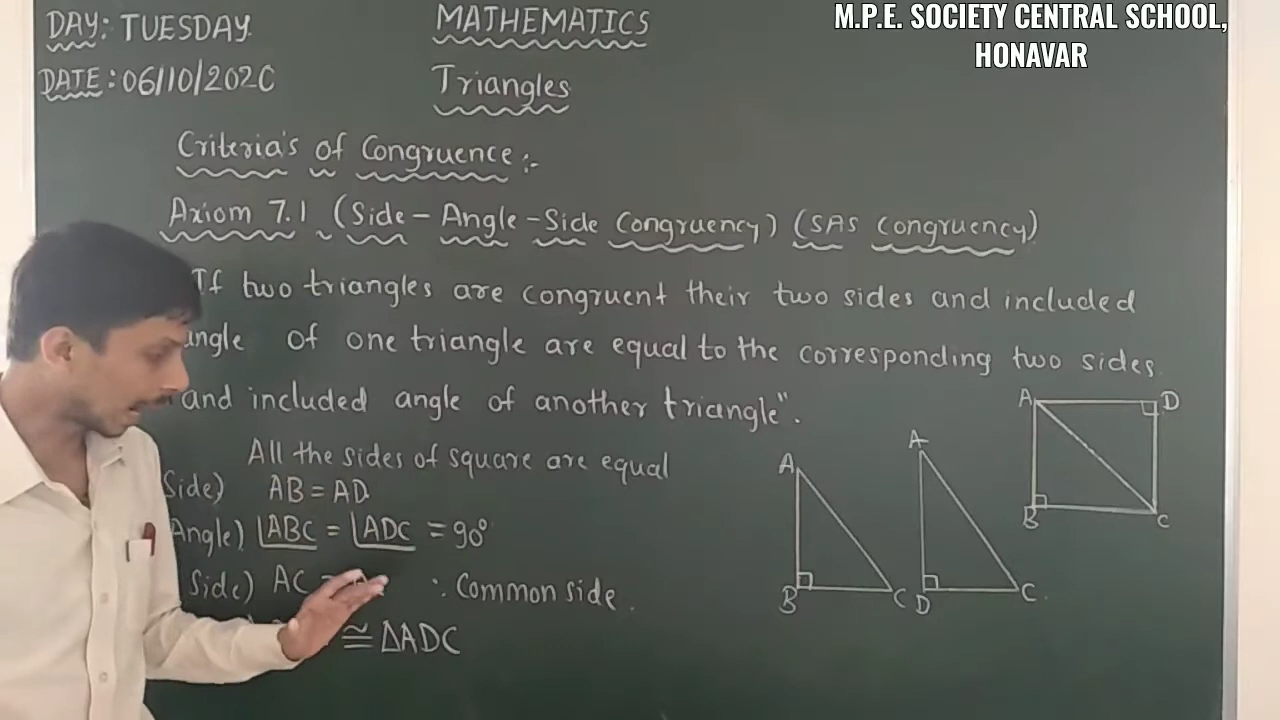 DAY: TUESDAY
DATE: 06/10/2020
MATHEMATICS
Triangles
M.P.E. SOCIETY CENTRAL SCHOOL,
HONAVAR
Criteria's of Congruence :-
Axiom 7.1 (Side - Angle - Side Congruency) (SAS Congruency)
If two triangles are congruent their two sides and included
angle of one triangle are equal to the corresponding two sides
and included angle of another triangle".
All the sides of square are equal
Side) AB = AD
Angle) ∠ABC = ∠ADC = 90°
Side) AC = ∵ Common side.
≅ ΔADC
A
B
C
A
D
C
A
D
B
C